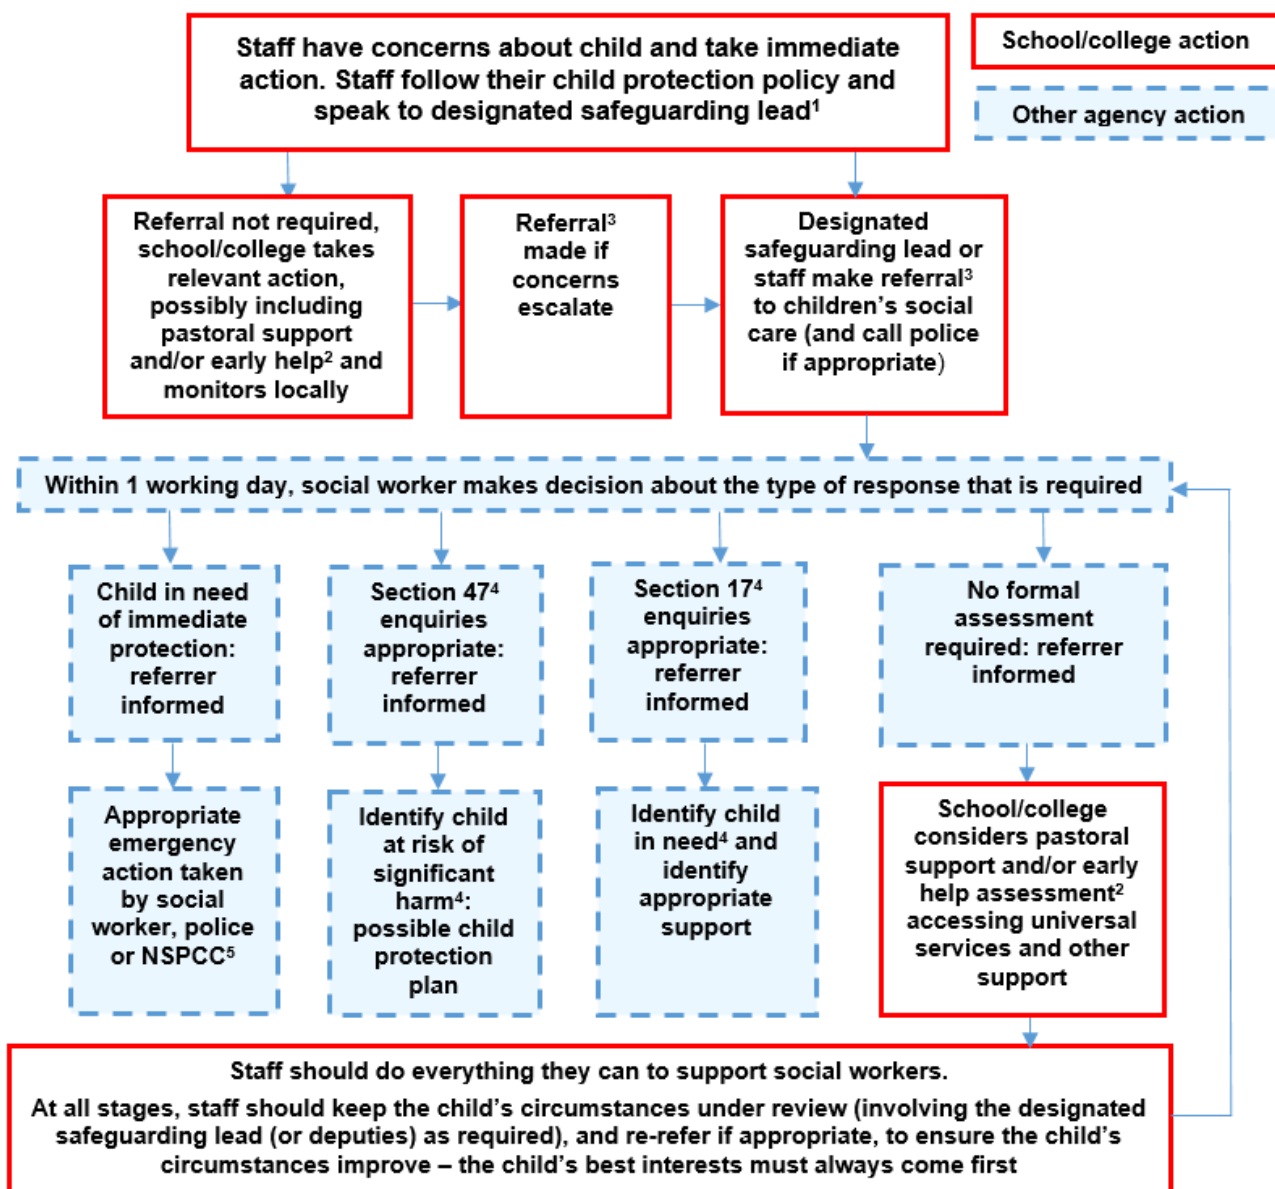 Staff have concerns about child and take immediate
action. Staff follow their child protection policy and
speak to designated safeguarding lead¹
School/college action
Other agency action
Referral not required,
school/college takes
relevant action,
possibly including
pastoral support
and/or early help² and
monitors locally
Referral³
made if
concerns
escalate
Designated
safeguarding lead or
staff make referral³
to children’s social
care (and call police
if appropriate)
Within 1 working day, social worker makes decision about the type of response that is required
Child in need
of immediate
protection:
referrer
informed
Section 47⁴
enquiries
appropriate:
referrer
informed
Section 17⁴
enquiries
appropriate:
referrer
informed
No formal
assessment
required: referrer
informed
Appropriate
emergency
action taken
by social
worker, police
or NSPCC⁵
Identify child
at risk of
significant
harm⁴:
possible child
protection
plan
Identify child
in need⁴ and
identify
appropriate
support
School/college
considers pastoral
support and/or early
help assessment²
accessing universal
services and other
support
Staff should do everything they can to support social workers.
At all stages, staff should keep the child’s circumstances under review (involving the designated
safeguarding lead (or deputies) as required), and re-refer if appropriate, to ensure the child’s
circumstances improve – the child’s best interests must always come first